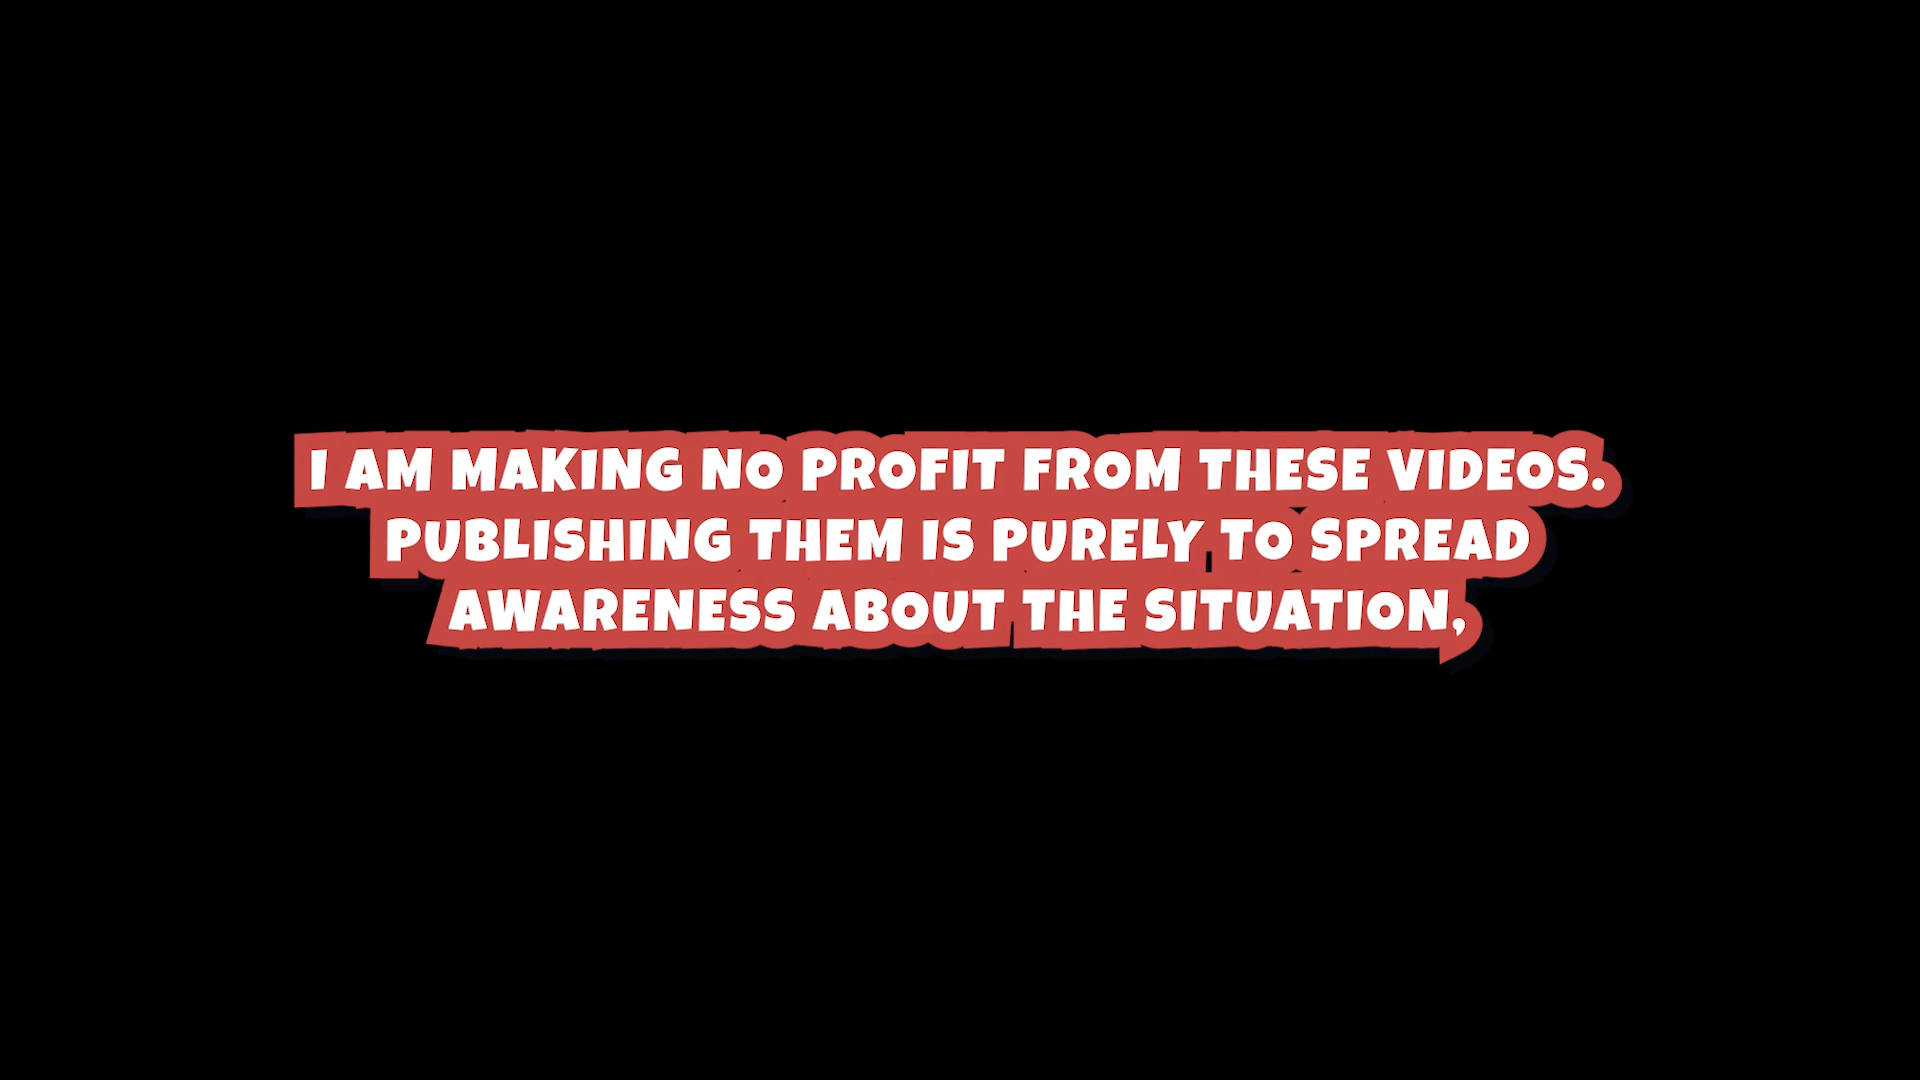 I AM MAKING NO PROFIT FROM THESE VIDEOS.
PUBLISHING THEM IS PURELY TO SPREAD
AWARENESS ABOUT THE SITUATION,